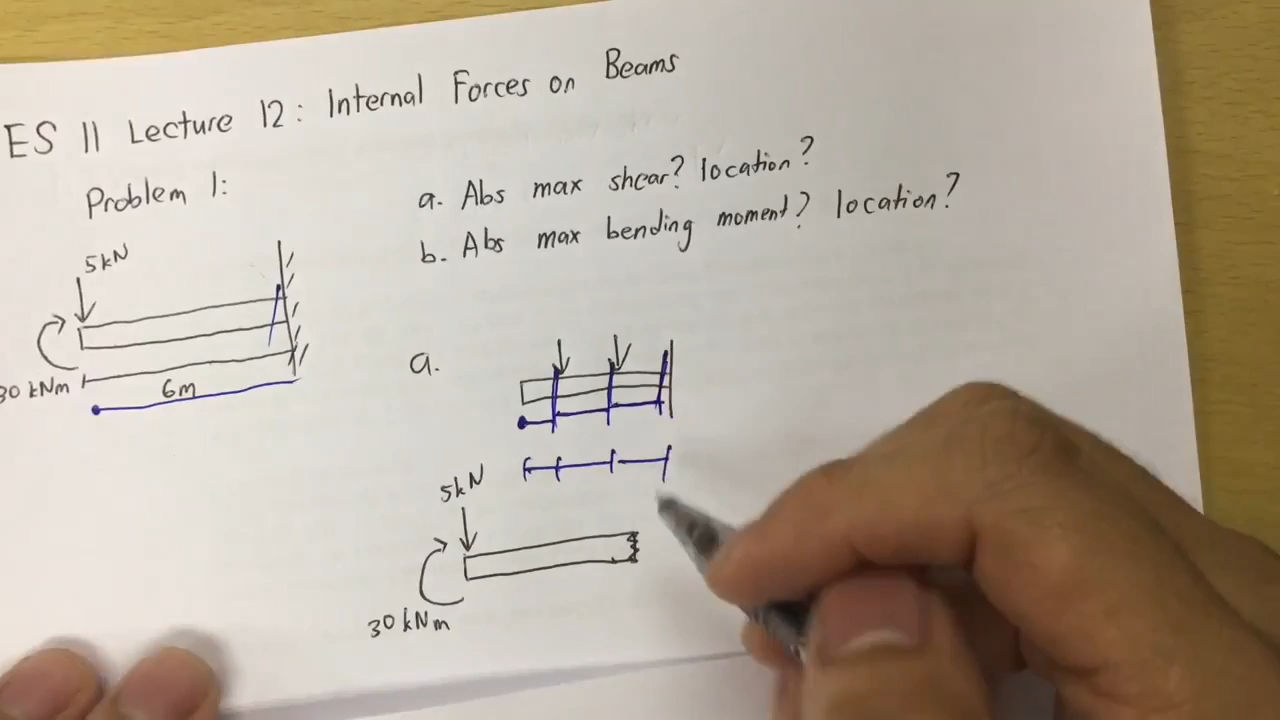 ES 11 Lecture 12: Internal Forces on Beams
Problem 1:
a. Abs max shear? location?
b. Abs max bending moment? location?
5kN
30 kNm
6m
a.
5kN
30 kNm